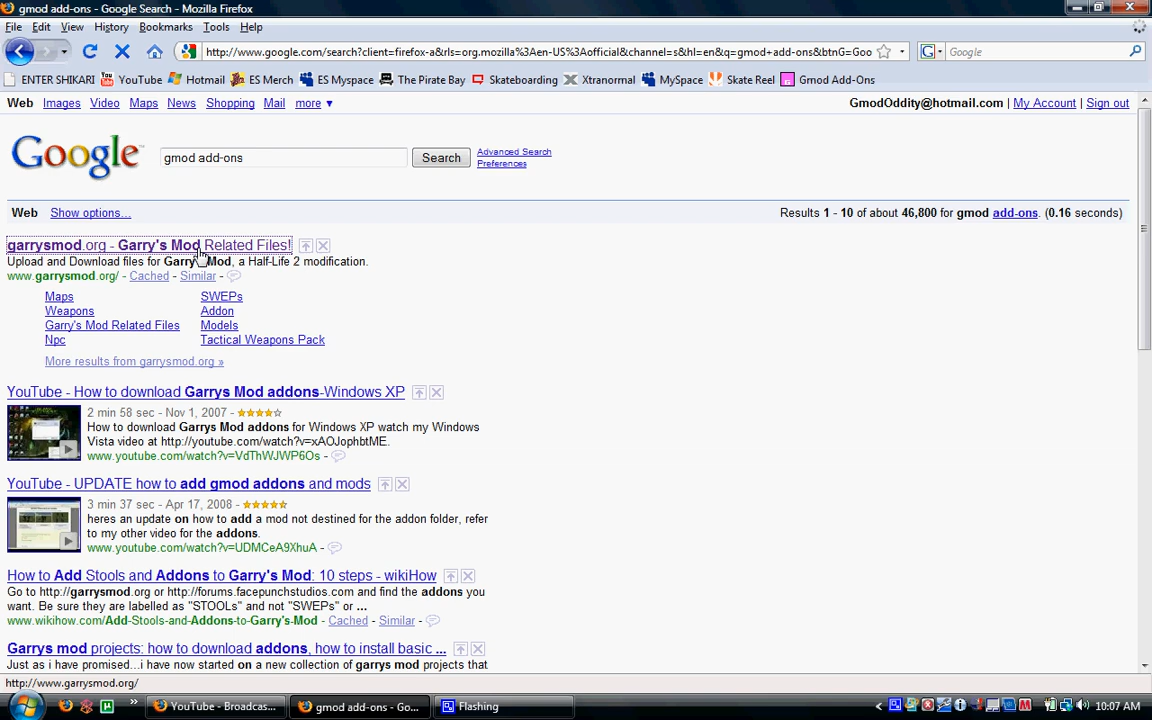 gmod add-ons - Google Search - Mozilla Firefox
File Edit View History Bookmarks Tools Help
http://www.google.com/search?client=firefox-a&rls=org.mozilla%3Aen-US%3Aofficial&channel=s&hl=en&q=gmod+add-ons&btnG=Goo
Google
ENTER SHIKARI YouTube Hotmail ES Merch ES Myspace The Pirate Bay Skateboarding Xtranormal MySpace Skate Reel Gmod Add-Ons
Web Images Video Maps News Shopping Mail more ▼
GmodOddity@hotmail.com | My Account | Sign out
Google
gmod add-ons
Search
Advanced Search
Preferences
Web Show options...
Results 1 - 10 of about 46,800 for gmod add-ons. (0.16 seconds)
garrysmod.org - Garry's Mod Related Files!
Upload and Download files for Garry's Mod, a Half-Life 2 modification.
www.garrysmod.org/ - Cached - Similar -
Maps SWEPs
Weapons Addon
Garry's Mod Related Files Models
Npc Tactical Weapons Pack
More results from garrysmod.org »
YouTube - How to download Garrys Mod addons-Windows XP
2 min 58 sec - Nov 1, 2007 -
How to download Garrys Mod addons for Windows XP watch my Windows
Vista video at http://youtube.com/watch?v=xAOJophbtME.
www.youtube.com/watch?v=VdThWJWP6Os -
YouTube - UPDATE how to add gmod addons and mods
3 min 37 sec - Apr 17, 2008 -
heres an update on how to add a mod not destined for the addon folder, refer
to my other video for the addons.
www.youtube.com/watch?v=UDMCeA9XhuA -
How to Add Stools and Addons to Garry's Mod: 10 steps - wikiHow
Go to http://garrysmod.org or http://forums.facepunchstudios.com and find the addons you
want. Be sure they are labelled as "STOOLs" and not "SWEPs" or ...
www.wikihow.com/Add-Stools-and-Addons-to-Garry's-Mod - Cached - Similar -
Garrys mod projects: how to download addons, how to install basic ...
Just as i have promised...i have now started on a new collection of garrys mod projects that
http://www.garrysmod.org/
YouTube - Broadcas... gmod add-ons - Go... Flashing
10:07 AM